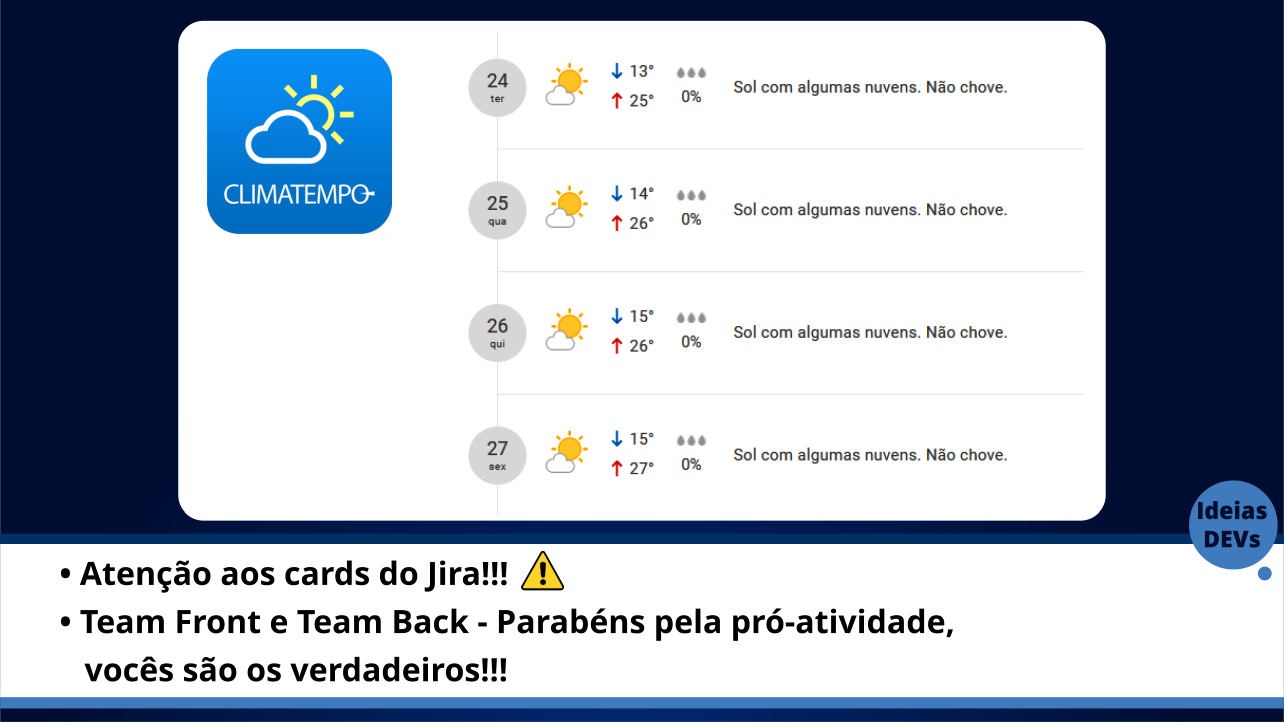 CLIMATEMPO
24
ter
13°
25°
0%
Sol com algumas nuvens. Não chove.
25
qua
14°
26°
0%
Sol com algumas nuvens. Não chove.
26
qui
15°
26°
0%
Sol com algumas nuvens. Não chove.
27
sex
15°
27°
0%
Sol com algumas nuvens. Não chove.
Ideias
DEVs
• Atenção aos cards do Jira!!!
• Team Front e Team Back - Parabéns pela pró-atividade,
vocês são os verdadeiros!!!